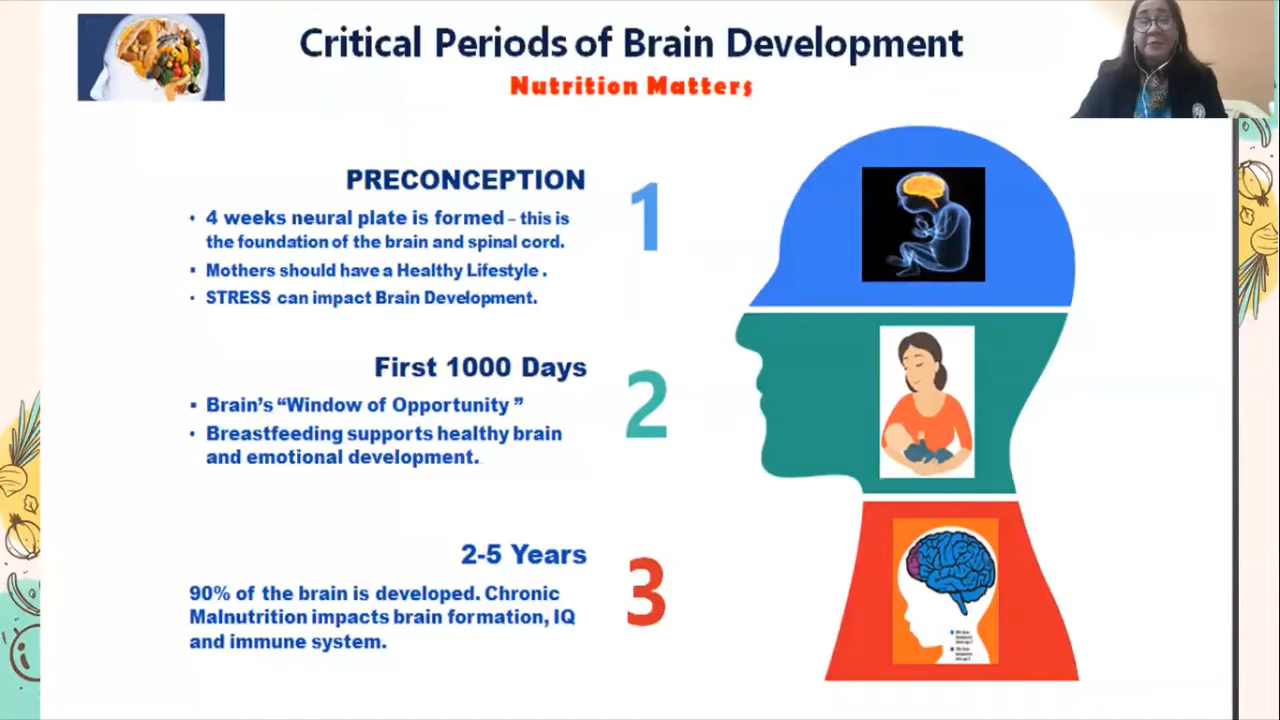 Critical Periods of Brain Development
Nutrition Matters
PRECONCEPTION
• 4 weeks neural plate is formed – this is
the foundation of the brain and spinal cord.
▪ Mothers should have a Healthy Lifestyle .
• STRESS can impact Brain Development.
1
First 1000 Days
▪ Brain's “Window of Opportunity ”
• Breastfeeding supports healthy brain
and emotional development.
2
2-5 Years
90% of the brain is developed. Chronic
Malnutrition impacts brain formation, IQ
and immune system.
3